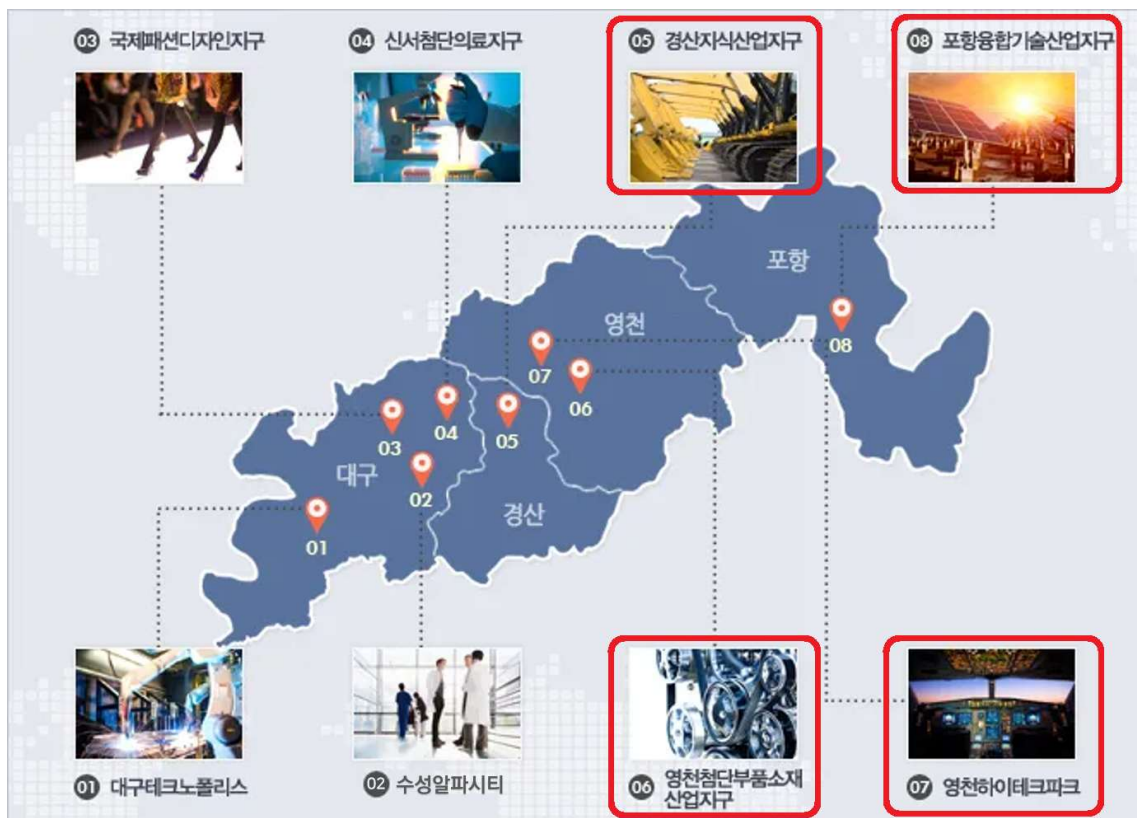 03 국제패션디자인지구
04 신서첨단의료지구
05 경산지식산업지구
08 포항융합기술산업지구
포항
영천
08
07
06
04
03
05
대구
02
경산
01
01 대구테크노폴리스
02 수성알파시티
06 영천첨단부품소재
산업지구
07 영천하이테크파크